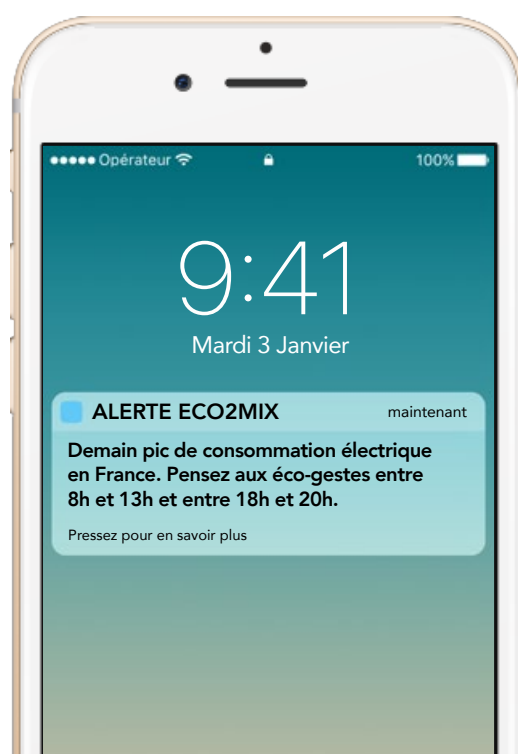 Opérateur 100%
9:41
Mardi 3 Janvier
ALERTE ECO2MIX maintenant
Demain pic de consommation électrique
en France. Pensez aux éco-gestes entre
8h et 13h et entre 18h et 20h.
Pressez pour en savoir plus